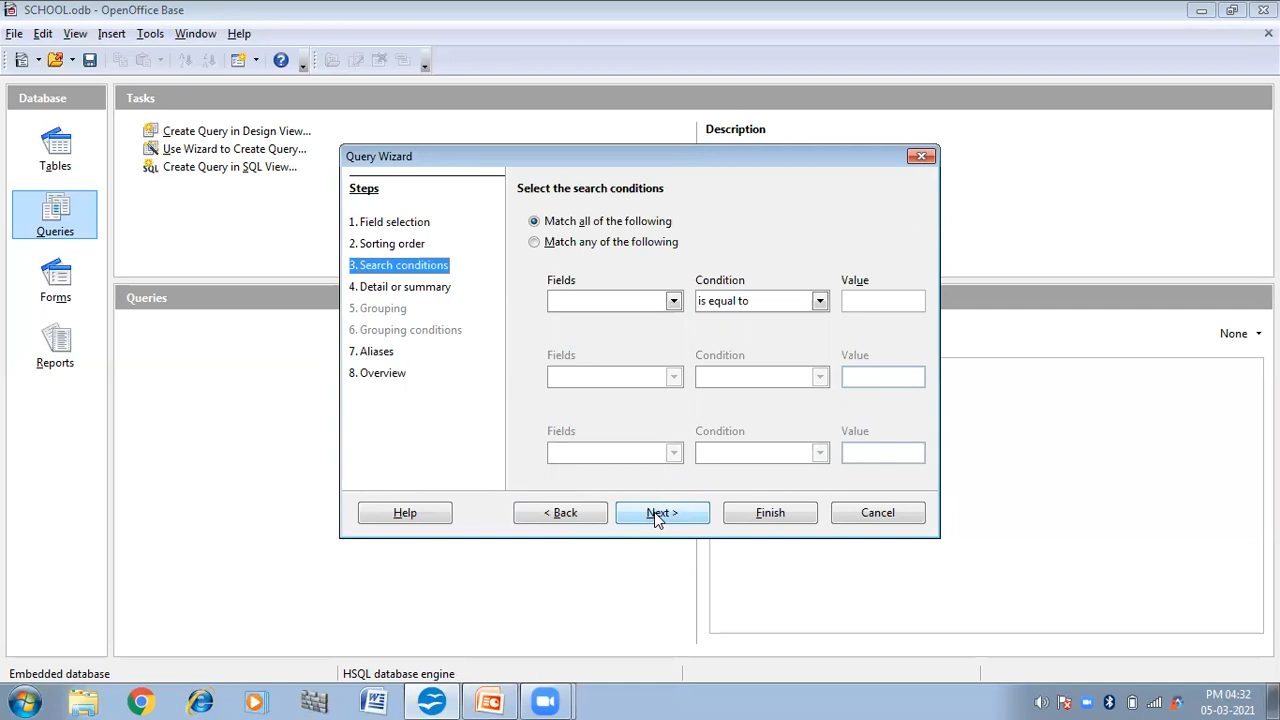 SCHOOL.odb - OpenOffice Base
File Edit View Insert Tools Window Help
Database
Tables
Queries
Forms
Reports
Tasks
Create Query in Design View...
Use Wizard to Create Query...
Create Query in SQL View...
Description
Queries
None
Query Wizard
Steps
1. Field selection
2. Sorting order
3. Search conditions
4. Detail or summary
5. Grouping
6. Grouping conditions
7. Aliases
8. Overview
Select the search conditions
Match all of the following
Match any of the following
Fields Condition Value
is equal to
Fields Condition Value
Fields Condition Value
Help < Back Next > Finish Cancel
Embedded database HSQL database engine
PM 04:32
05-03-2021